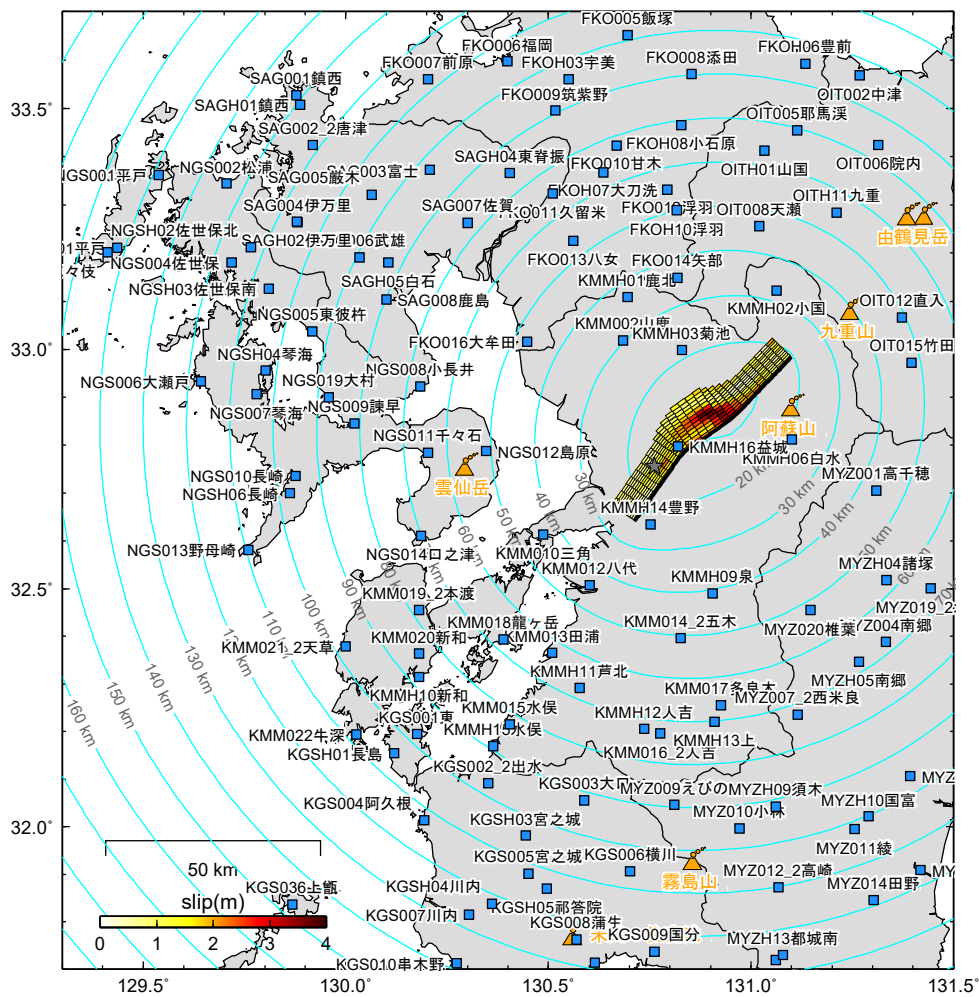 FKO005飯塚
FKO006福岡
FKOH06豊前
FKO007前原
FKOH03宇美
FKO008添田
SAG001鎮西
OIT002中津
33.5˚
SAGH01鎮西
FKO009筑紫野
OIT005耶馬渓
SAG002_2唐津
FKOH08小石原
OIT006院内
SAGH04東脊振
OITH01山国
NGS002松浦
SAG003富士
FKO010甘木
NGS001平戸
SAG005厳木
FKOH07大刀洗
OITH11九重
SAG004伊万里
SAG007佐賀
FKO011久留米
OIT008天瀬
NGSH02佐世保北
FKOH10浮羽
由鶴見岳
01平戸
SAGH02伊万里
06武雄
々伎
NGS004佐世保
FKO013八女
FKO014矢部
SAGH05白石
KMMH01鹿北
NGSH03佐世保南
SAG008鹿島
KMMH02小国
OIT012直入
NGS005東彼杵
KMM002山鹿
九重山
KMMH03菊池
33.0˚
FKO016大牟田
OIT015竹田
NGSH04琴海
NGS008小長井
NGS019大村
NGS006大瀬戸
NGS007琴海
NGS009諫早
阿蘇山
NGS011千々石
KMMH16益城
NGS012島原
KMMH06白水
MYZ001高千穂
NGS010長崎
雲仙岳
20 km
NGSH06長崎
30 km
30 km
40 km
KMMH14豊野
40 km
50 km
NGS013野母崎
50 km
60 km
NGS014口之津
KMM010三角
MYZH04諸塚
KMM012八代
KMMH09泉
32.5˚
90 km
KMM019_2本渡
100 km
KMM018龍ヶ岳
KMM014_2五木
MYZ020椎葉
MYZ004南郷
KMM020新和
KMM013田浦
110 km
KMM021_2天草
130 km
KMMH11芦北
MYZH05南郷
140 km
KMMH10新和
KMM017多良木
150 km
KMM015水俣
MYZ007_2西米良
160 km
KGS001東
KMMH12人吉
KMM022牛深
KMMH15水俣
KMMH13上
KGSH01長島
KMM016_2人吉
KGS002_2出水
KGS003大口
MYZ009えびの
MYZH09須木
KGS004阿久根
MYZH10国富
32.0˚
KGSH03宮之城
MYZ010小林
MYZ011綾
KGS005宮之城
KGS006横川
50 km
MYZ012_2高崎
霧島山
KGS036上甑
KGSH04川内
MYZ014田野
slip(m)
KGS007川内
KGSH05祁答院
KGS008蒲生
0 1 2 3 4
KGS009国分
MYZH13都城南
KGS010串木野
129.5˚ 130.0˚ 130.5˚ 131.0˚ 131.5˚